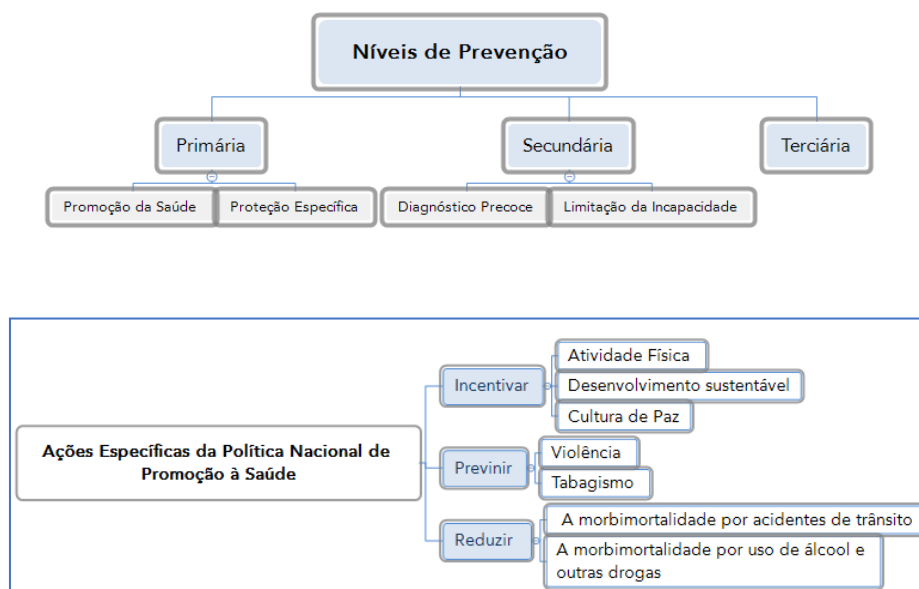 Níveis de Prevenção
Primária
Secundária
Terciária
Promoção da Saúde
Proteção Específica
Diagnóstico Precoce
Limitação da Incapacidade
Ações Específicas da Política Nacional de
Promoção à Saúde
Incentivar
Atividade Física
Desenvolvimento sustentável
Cultura de Paz
Previnir
Violência
Tabagismo
Reduzir
A morbimortalidade por acidentes de trânsito
A morbimortalidade por uso de álcool e
outras drogas